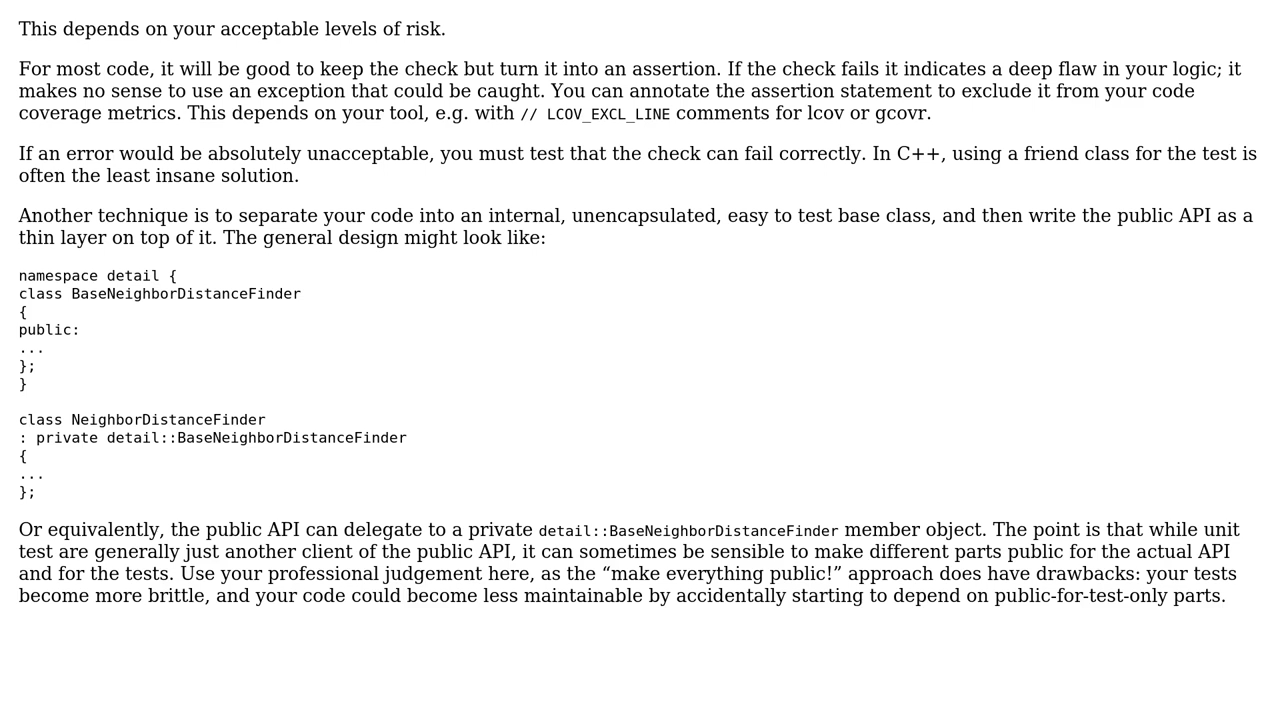 This depends on your acceptable levels of risk.
For most code, it will be good to keep the check but turn it into an assertion. If the check fails it indicates a deep flaw in your logic; it
makes no sense to use an exception that could be caught. You can annotate the assertion statement to exclude it from your code
coverage metrics. This depends on your tool, e.g. with // LCOV_EXCL_LINE comments for lcov or gcovr.
If an error would be absolutely unacceptable, you must test that the check can fail correctly. In C++, using a friend class for the test is
often the least insane solution.
Another technique is to separate your code into an internal, unencapsulated, easy to test base class, and then write the public API as a
thin layer on top of it. The general design might look like:
namespace detail {
class BaseNeighborDistanceFinder
{
public:
...
};
}
class NeighborDistanceFinder
: private detail::BaseNeighborDistanceFinder
{
...
};
Or equivalently, the public API can delegate to a private detail::BaseNeighborDistanceFinder member object. The point is that while unit
test are generally just another client of the public API, it can sometimes be sensible to make different parts public for the actual API
and for the tests. Use your professional judgement here, as the “make everything public!” approach does have drawbacks: your tests
become more brittle, and your code could become less maintainable by accidentally starting to depend on public-for-test-only parts.